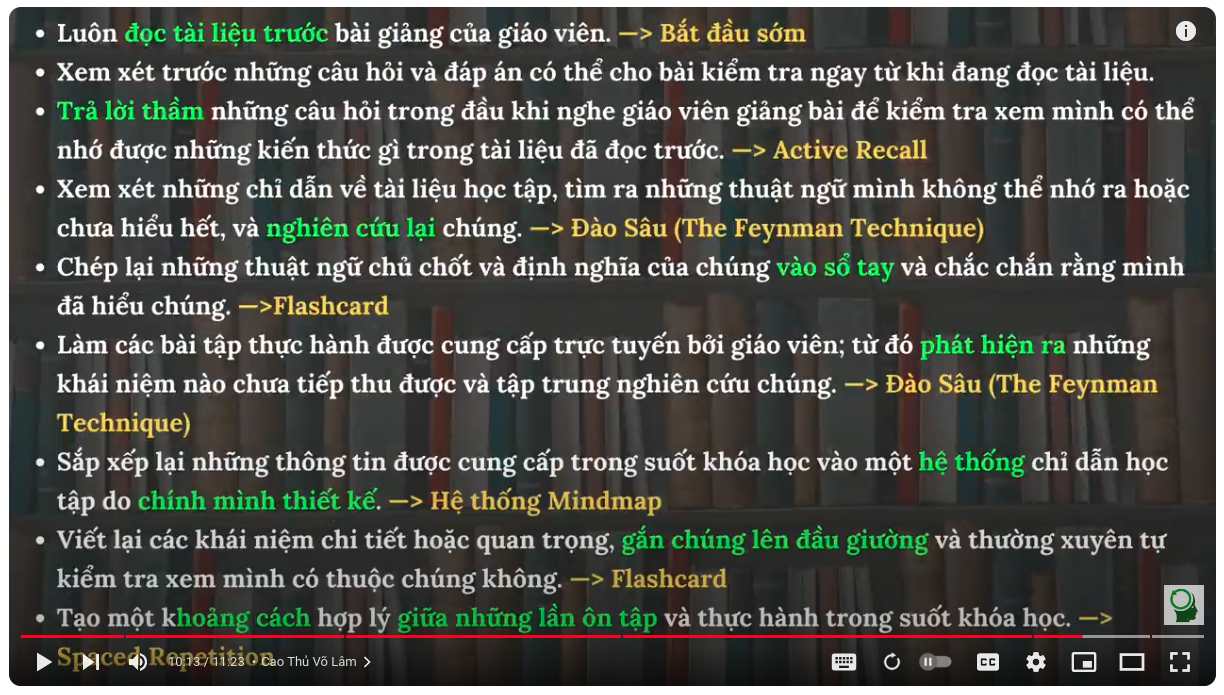 • Luôn đọc tài liệu trước bài giảng của giáo viên. —> Bắt đầu sớm
• Xem xét trước những câu hỏi và đáp án có thể cho bài kiểm tra ngay từ khi đang đọc tài liệu.
• Trả lời thầm những câu hỏi trong đầu khi nghe giáo viên giảng bài để kiểm tra xem mình có thể
nhớ được những kiến thức gì trong tài liệu đã đọc trước. —> Active Recall
• Xem xét những chỉ dẫn về tài liệu học tập, tìm ra những thuật ngữ mình không thể nhớ ra hoặc
chưa hiểu hết, và nghiên cứu lại chúng. —> Đào Sâu (The Feynman Technique)
• Chép lại những thuật ngữ chủ chốt và định nghĩa của chúng vào sổ tay và chắc chắn rằng mình
đã hiểu chúng. —>Flashcard
• Làm các bài tập thực hành được cung cấp trực tuyến bởi giáo viên; từ đó phát hiện ra những
khái niệm nào chưa tiếp thu được và tập trung nghiên cứu chúng. —> Đào Sâu (The Feynman
Technique)
• Sắp xếp lại những thông tin được cung cấp trong suốt khóa học vào một hệ thống chỉ dẫn học
tập do chính mình thiết kế. —> Hệ thống Mindmap
• Viết lại các khái niệm chi tiết hoặc quan trọng, gắn chúng lên đầu giường và thường xuyên tự
kiểm tra xem mình có thuộc chúng không. —> Flashcard
• Tạo một khoảng cách hợp lý giữa những lần ôn tập và thực hành trong suốt khóa học. —>
Spaced Repetition
10:13 / 11:23 • Cao Thủ Võ Lâm
CC